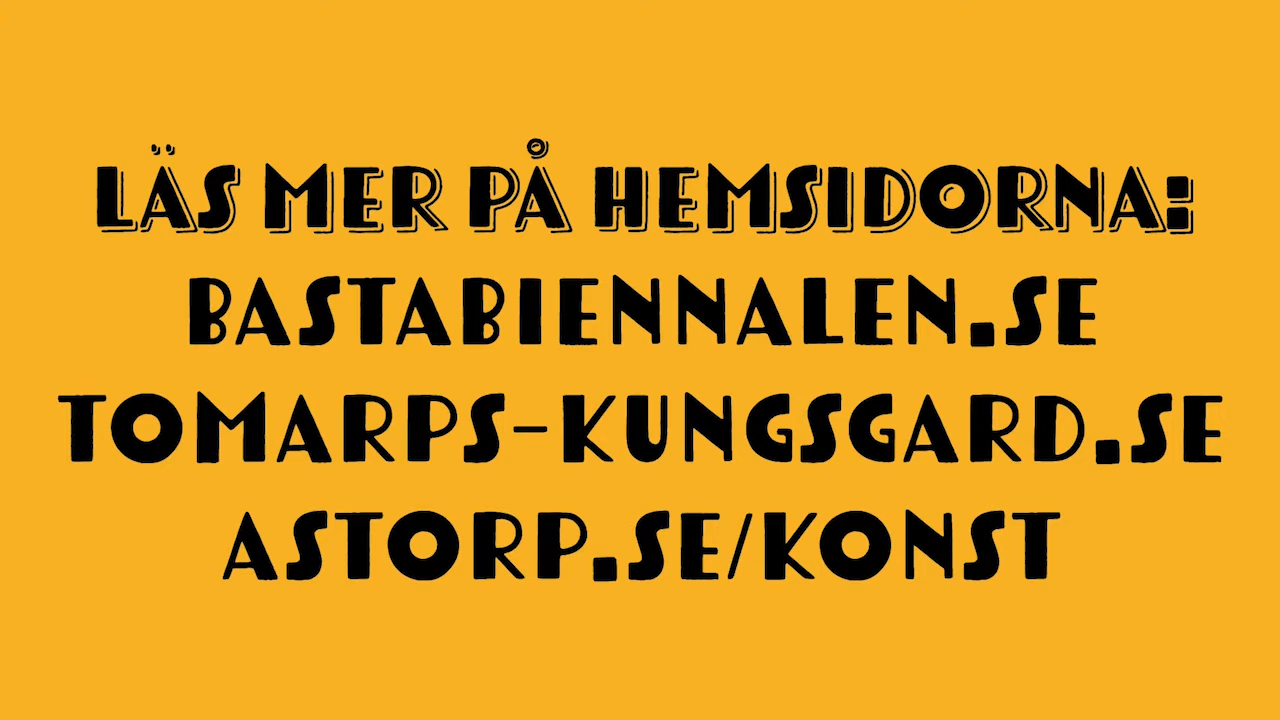 LÄS MER PÅ HEMSIDORNA:
BASTABIENNALEN.SE
TOMARPS-KUNGSGARD.SE
ASTORP.SE/KONST